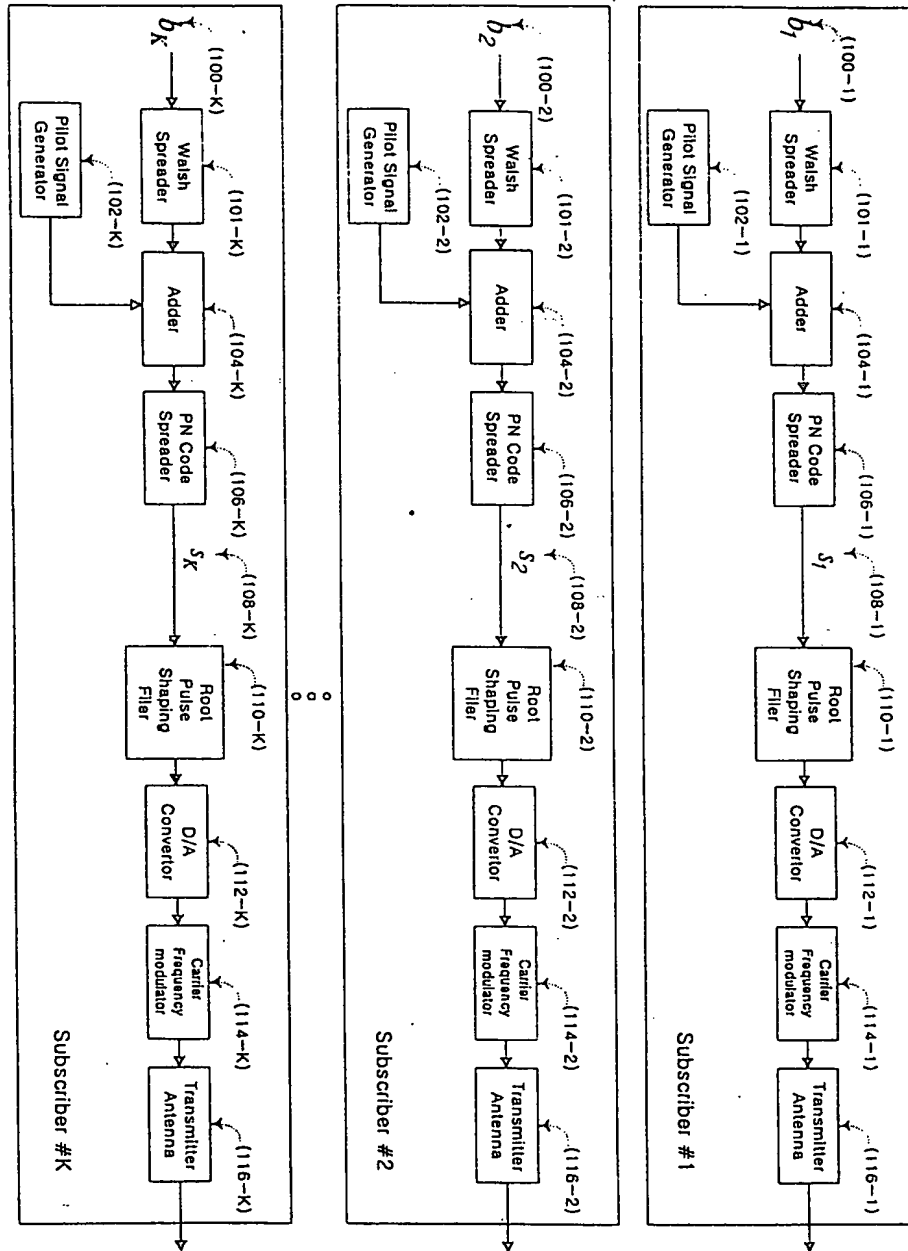 (100-1)
b1
Walsh
Spreader
(101-1)
Pilot Signal
Generator
(102-1)
Adder
(104-1)
PN Code
Spreader
(106-1)
s1
(108-1)
Root
Pulse
Shaping
Filer
(110-1)
D/A
Convertor
(112-1)
Carrier
Frequency
modulator
(114-1)
Transmitter
Antenna
(116-1)
Subscriber #1
(100-2)
b2
Walsh
Spreader
(101-2)
Pilot Signal
Generator
(102-2)
Adder
(104-2)
PN Code
Spreader
(106-2)
s2
(108-2)
Root
Pulse
Shaping
Filer
(110-2)
D/A
Convertor
(112-2)
Carrier
Frequency
modulator
(114-2)
Transmitter
Antenna
(116-2)
Subscriber #2
(100-K)
bK
Walsh
Spreader
(101-K)
Pilot Signal
Generator
(102-K)
Adder
(104-K)
PN Code
Spreader
(106-K)
sK
(108-K)
Root
Pulse
Shaping
Filer
(110-K)
D/A
Convertor
(112-K)
Carrier
Frequency
modulator
(114-K)
Transmitter
Antenna
(116-K)
Subscriber #K